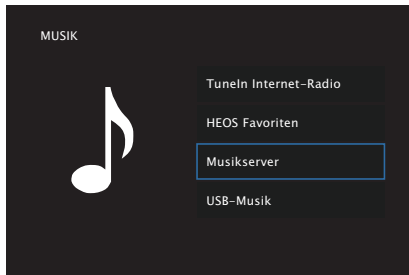 MUSIK
TuneIn Internet-Radio
HEOS Favoriten
Musikserver
USB-Musik